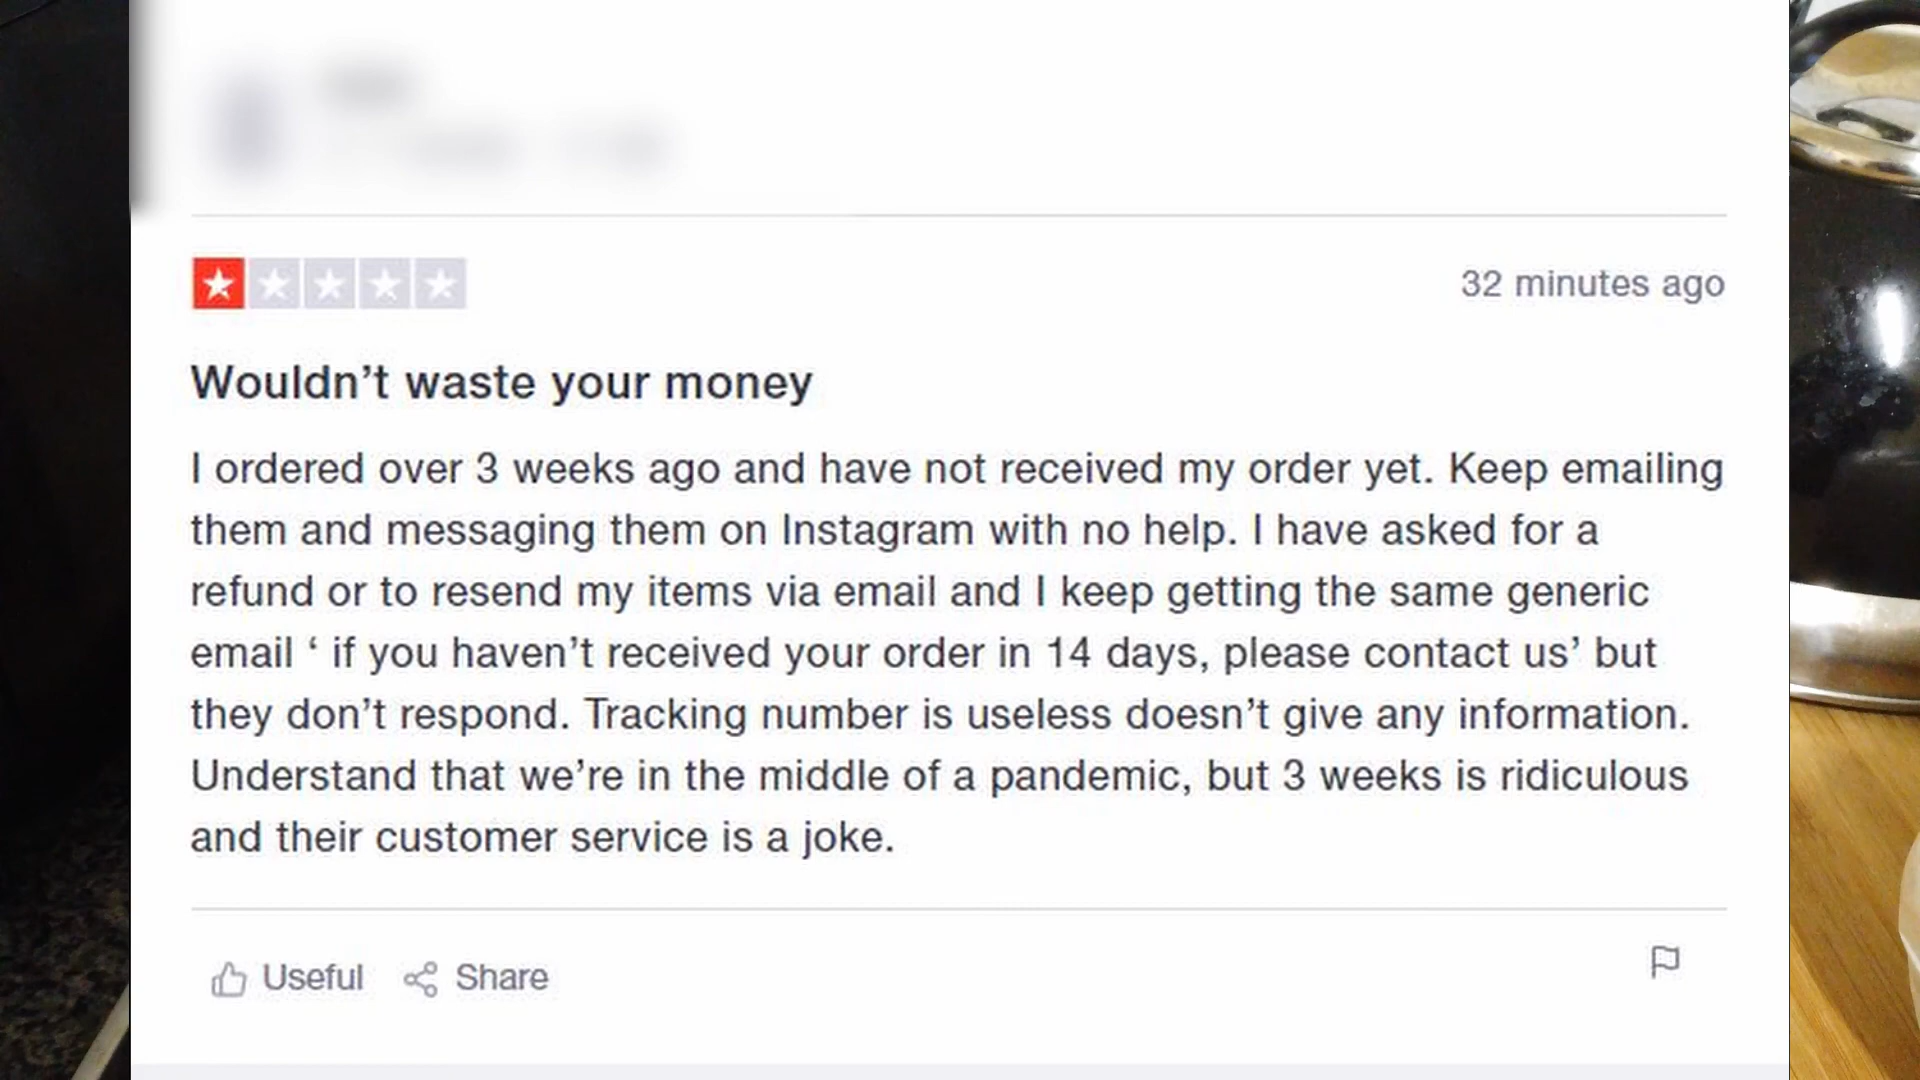 32 minutes ago
Wouldn’t waste your money
I ordered over 3 weeks ago and have not received my order yet. Keep emailing
them and messaging them on Instagram with no help. I have asked for a
refund or to resend my items via email and I keep getting the same generic
email ‘ if you haven’t received your order in 14 days, please contact us’ but
they don’t respond. Tracking number is useless doesn’t give any information.
Understand that we’re in the middle of a pandemic, but 3 weeks is ridiculous
and their customer service is a joke.
Useful Share